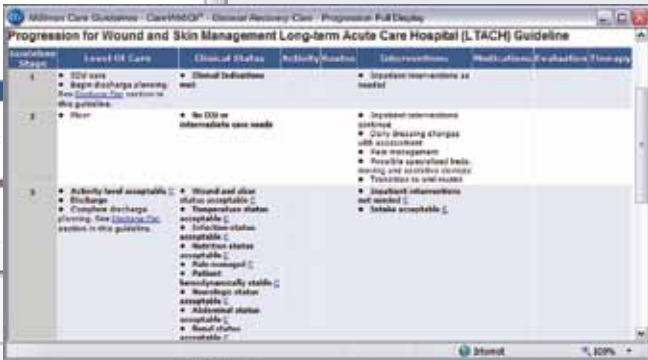 Milliman Care Guidelines - CareWebQI - General Recovery Care - Progression Full Display
Progression for Wound and Skin Management Long-term Acute Care Hospital (LTACH) Guideline
Guideline Stage Level Of Care Clinical Status Activity Routes Interventions Medications Evaluation Therapy
1
• ICU care
• Begin discharge planning.
See Discharge Plan section in
this guideline.
• Clinical Indications
met
• Inpatient interventions as
needed
2
• Floor
• No ICU or
intermediate care needs
• Inpatient interventions
continue
• Daily dressing changes
with assessment
• Pain management
• Possible specialized beds,
moving and assistive devices
• Transition to oral routes
3
• Activity level acceptable
• Discharge
• Complete discharge
planning. See Discharge Plan
section in this guideline.
• Wound and skin
status acceptable
• Temperature status
acceptable
• Infection status
acceptable
• Nutrition status
acceptable
• Pain managed
• Patient
hemodynamically stable
• Neurologic status
acceptable
• Abdominal status
acceptable
• Renal status
acceptable
• Inpatient interventions
not needed
• Intake acceptable
Internet